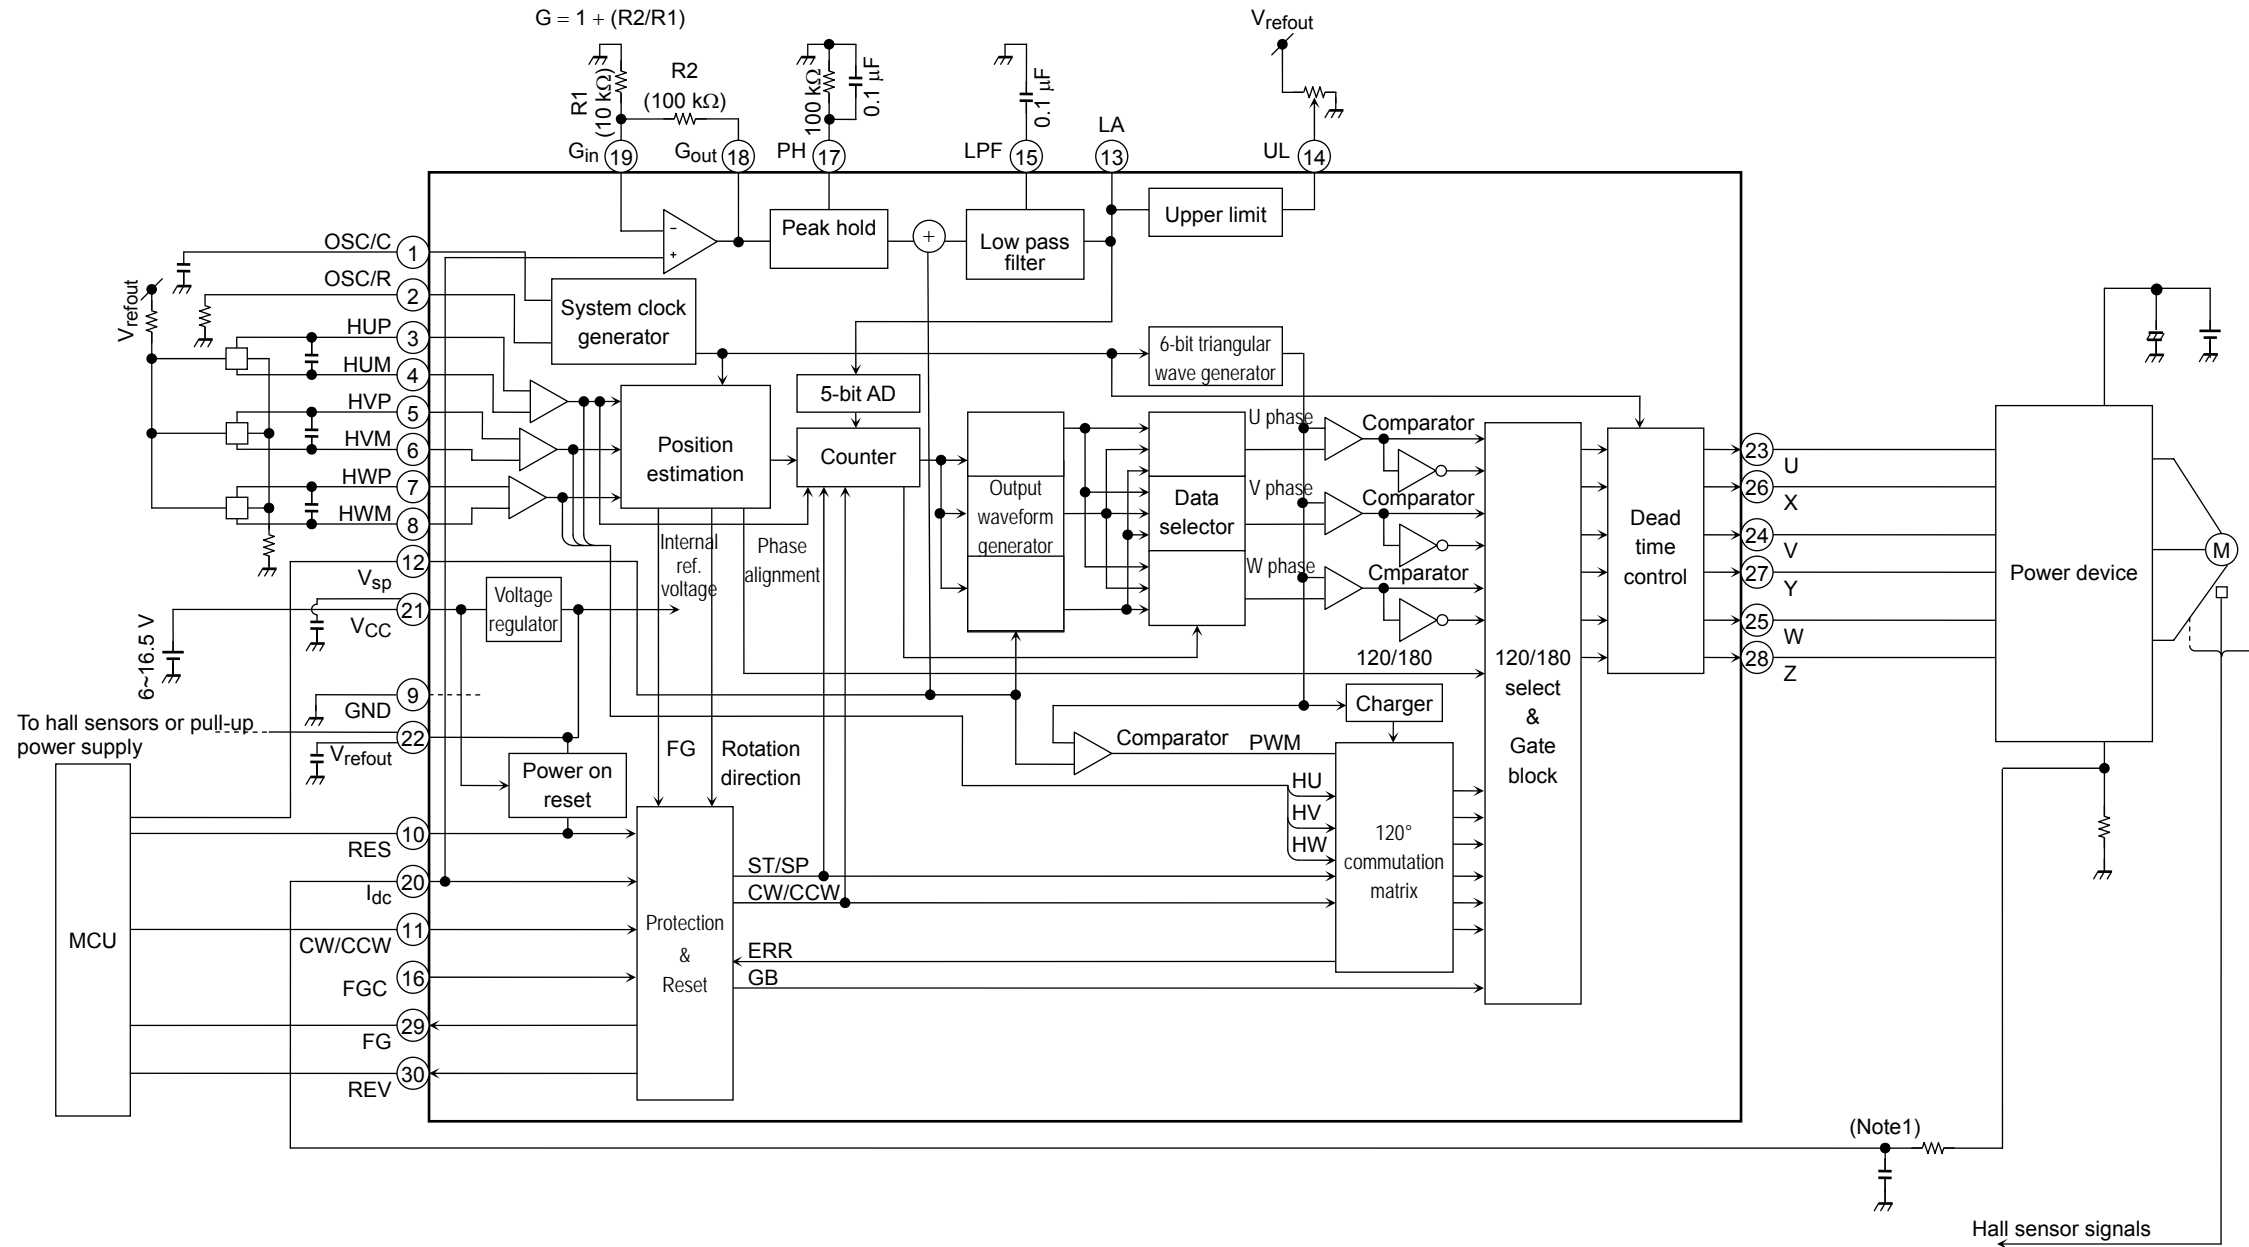 G = 1 + (R2/R1)
Vrefout
R1
(10 kΩ)
R2
(100 kΩ)
100 kΩ
0.1 μF
0.1 μF
Gin
19
Gout
18
PH
17
LPF
15
LA
13
UL
14
OSC/C
1
OSC/R
2
HUP
3
HUM
4
HVP
5
HVM
6
HWP
7
HWM
8
12
Vsp
21
VCC
9
GND
22
Vrefout
10
RES
20
Idc
11
CW/CCW
16
FGC
29
FG
30
REV
Vrefout
6~16.5 V
To hall sensors or pull-up
power supply
MCU
Peak hold
+
Low pass
filter
Upper limit
−
+
System clock
generator
6-bit triangular
wave generator
5-bit AD
Position
estimation
Counter
Output
waveform
generator
Data
selector
U phase
V phase
W phase
Comparator
Comparator
Cmparator
Internal
ref.
voltage
Phase
alignment
Voltage
regulator
Power on
reset
FG
Rotation
direction
120/180
120/180
select
&
Gate
block
Dead
time
control
Charger
Comparator
PWM
HU
HV
HW
120°
commutation
matrix
ST/SP
CW/CCW
ERR
GB
Protection
&
Reset
23
U
26
X
24
V
27
Y
25
W
28
Z
Power device
M
(Note1)
Hall sensor signals